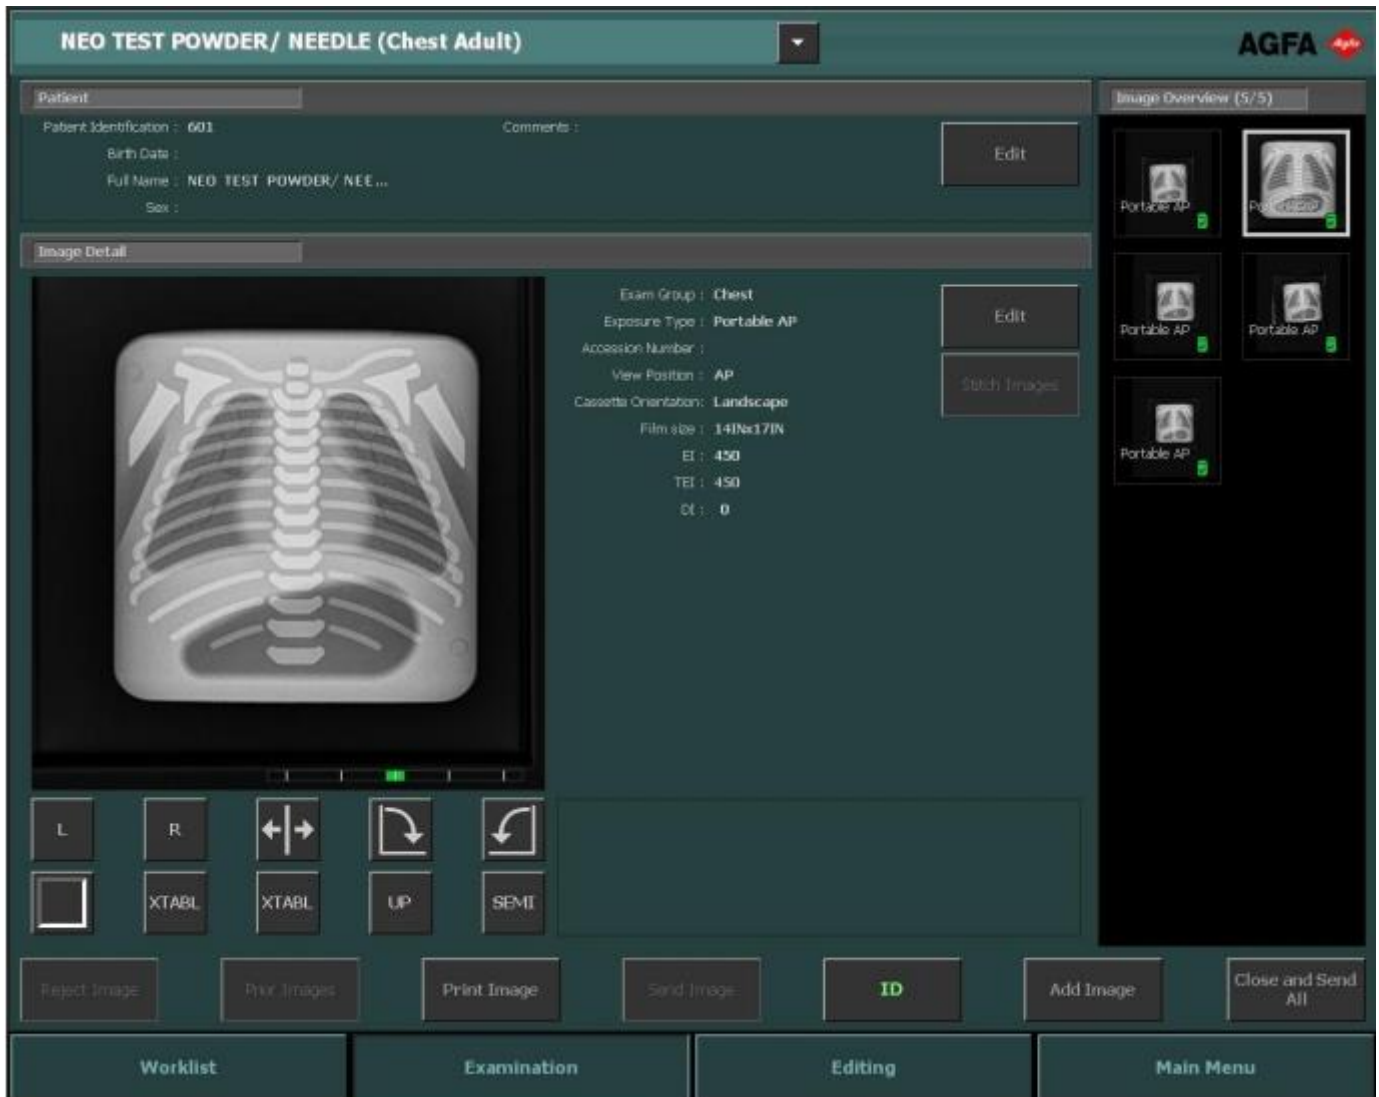 NEO TEST POWDER/ NEEDLE (Chest Adult)
AGFA
Patient
Patient Identification : 601
Comments :
Birth Date :
Full Name : NEO TEST POWDER/ NEE...
Sex :
Edit
Image Detail
Exam Group : Chest
Exposure Type : Portable AP
Accession Number :
View Position : AP
Cassette Orientation: Landscape
Film size : 14INx17IN
EI : 450
TEI : 450
DI : 0
Edit
Stitch Images
Image Overview (5/5)
Portable AP
Portable AP
Portable AP
Portable AP
Portable AP
L
R
XTABL
XTABL
UP
SEMI
Reject Image
Prior Images
Print Image
Send Image
ID
Add Image
Close and Send
All
Worklist
Examination
Editing
Main Menu